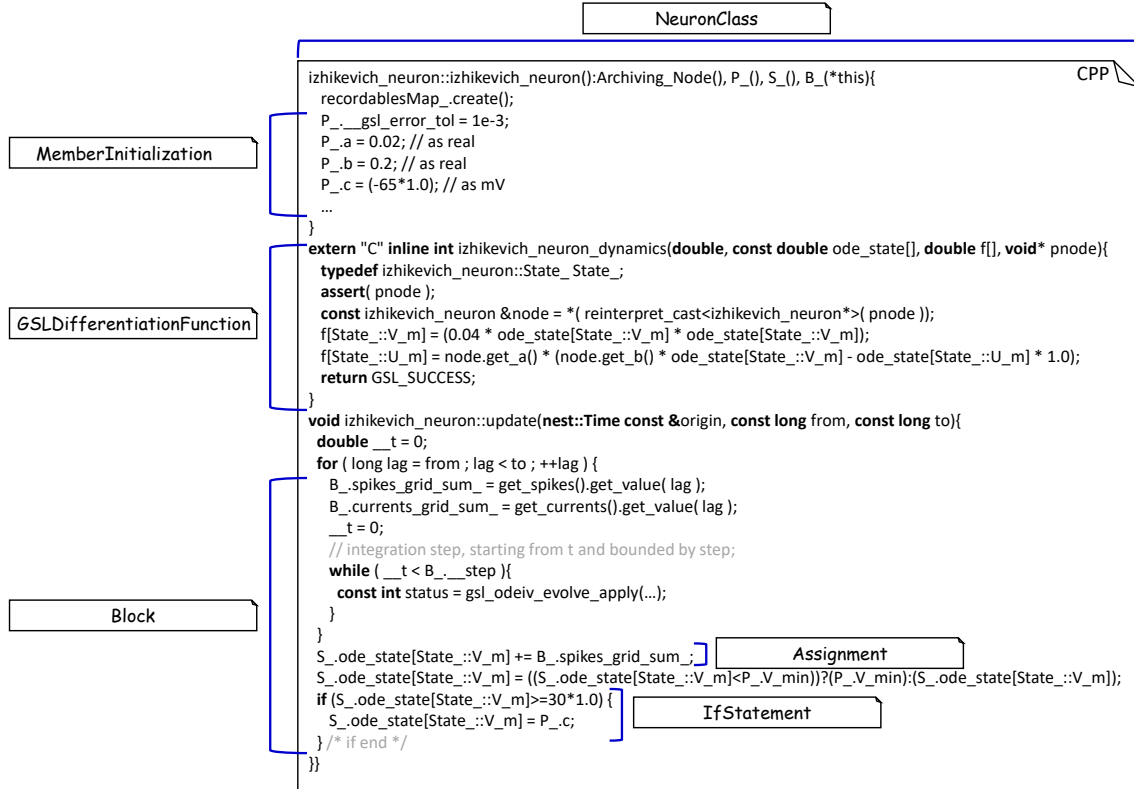 NeuronClass
CPP
izhikevich_neuron::izhikevich_neuron():Archiving_Node(), P_(), S_(), B_(*this){
recordablesMap_.create();
P_.__gsl_error_tol = 1e-3;
P_.a = 0.02; // as real
MemberInitialization
P_.b = 0.2; // as real
P_.c = (-65*1.0); // as mV
...
}
extern "C" inline int izhikevich_neuron_dynamics(double, const double ode_state[], double f[], void* pnode){
typedef izhikevich_neuron::State_ State_;
assert( pnode );
GSLDifferentiationFunction
const izhikevich_neuron &node = *( reinterpret_cast<izhikevich_neuron*>( pnode ));
f[State_::V_m] = (0.04 * ode_state[State_::V_m] * ode_state[State_::V_m]);
f[State_::U_m] = node.get_a() * (node.get_b() * ode_state[State_::V_m] - ode_state[State_::U_m] * 1.0);
return GSL_SUCCESS;
}
void izhikevich_neuron::update(nest::Time const &origin, const long from, const long to){
double __t = 0;
for ( long lag = from ; lag < to ; ++lag ) {
B_.spikes_grid_sum_ = get_spikes().get_value( lag );
B_.currents_grid_sum_ = get_currents().get_value( lag );
__t = 0;
// integration step, starting from t and bounded by step;
while ( __t < B_.__step ){
const int status = gsl_odeiv_evolve_apply(...);
Block
}
}
S_.ode_state[State_::V_m] += B_.spikes_grid_sum_;
Assignment
S_.ode_state[State_::V_m] = ((S_.ode_state[State_::V_m]<P_.V_min))?(P_.V_min):(S_.ode_state[State_::V_m]);
if (S_.ode_state[State_::V_m]>=30*1.0) {
IfStatement
S_.ode_state[State_::V_m] = P_.c;
} /* if end */
}}